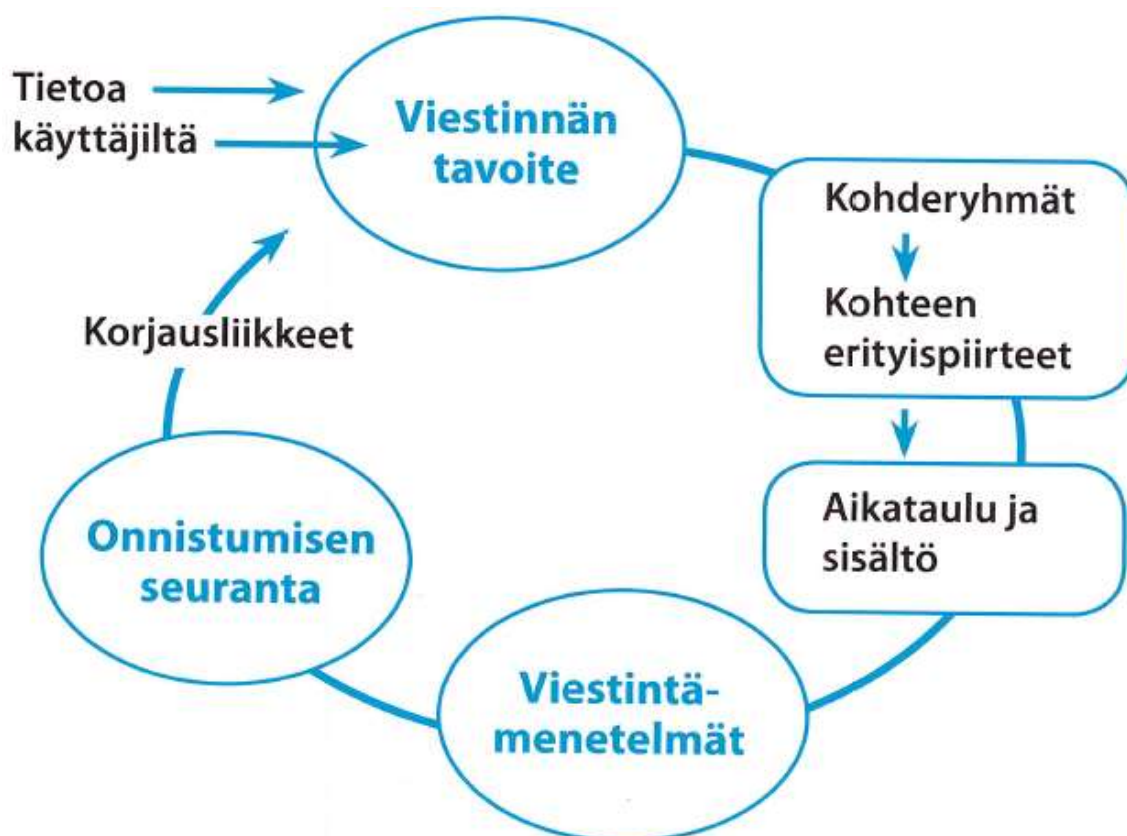 Tietoa
käyttäjiltä
Viestinnän
tavoite
Kohderyhmät
Kohteen
erityispiirteet
Aikataulu ja
sisältö
Viestintä-
menetelmät
Onnistumisen
seuranta
Korjausliikkeet